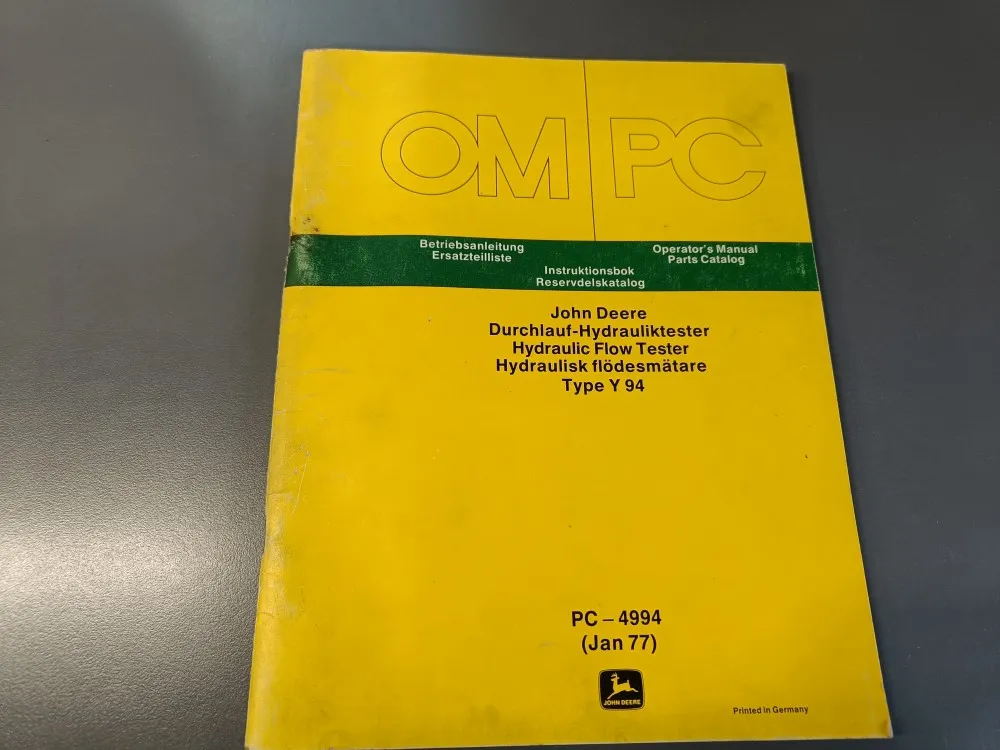 OM PC
Betriebsanleitung
Ersatzteilliste
Operator's Manual
Parts Catalog
Instruktionsbok
Reservdelskatalog
John Deere
Durchlauf-Hydrauliktester
Hydraulic Flow Tester
Hydraulisk flödesmätare
Type Y 94
PC – 4994
(Jan 77)
JOHN DEERE
Printed in Germany